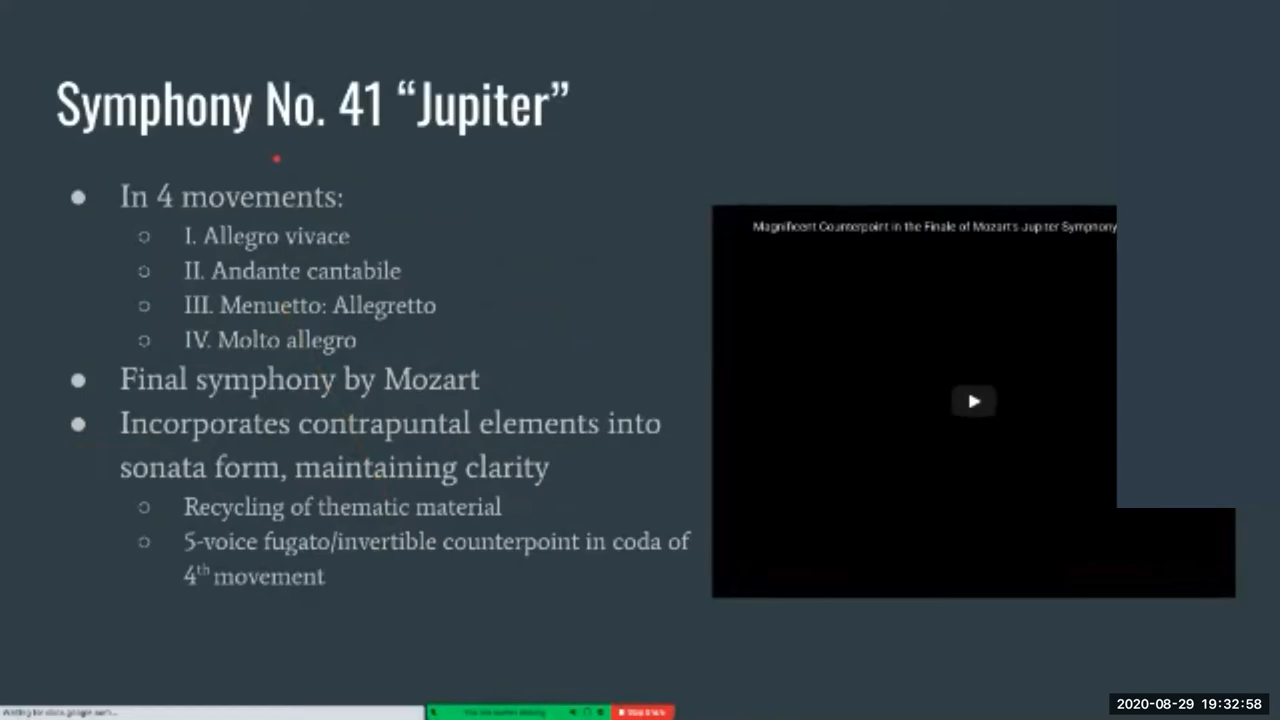 Symphony No. 41 “Jupiter”
● In 4 movements:
○ I. Allegro vivace
○ II. Andante cantabile
○ III. Menuetto: Allegretto
○ IV. Molto allegro
● Final symphony by Mozart
● Incorporates contrapuntal elements into
sonata form, maintaining clarity
○ Recycling of thematic material
○ 5-voice fugato/invertible counterpoint in coda of
4th movement
Magnificent Counterpoint in the Finale of Mozart's Jupiter Symphony
Stop Share
2020-08-29 19:32:58